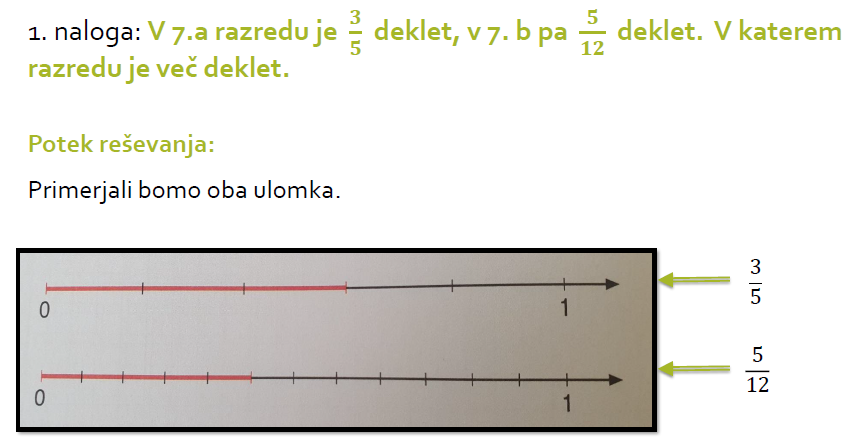 1. naloga: V 7.a razredu je 3/5 deklet, v 7. b pa 5/12 deklet. V katerem
razredu je več deklet.
Potek reševanja:
Primerjali bomo oba ulomka.
0 1
3/5
0 1
5/12